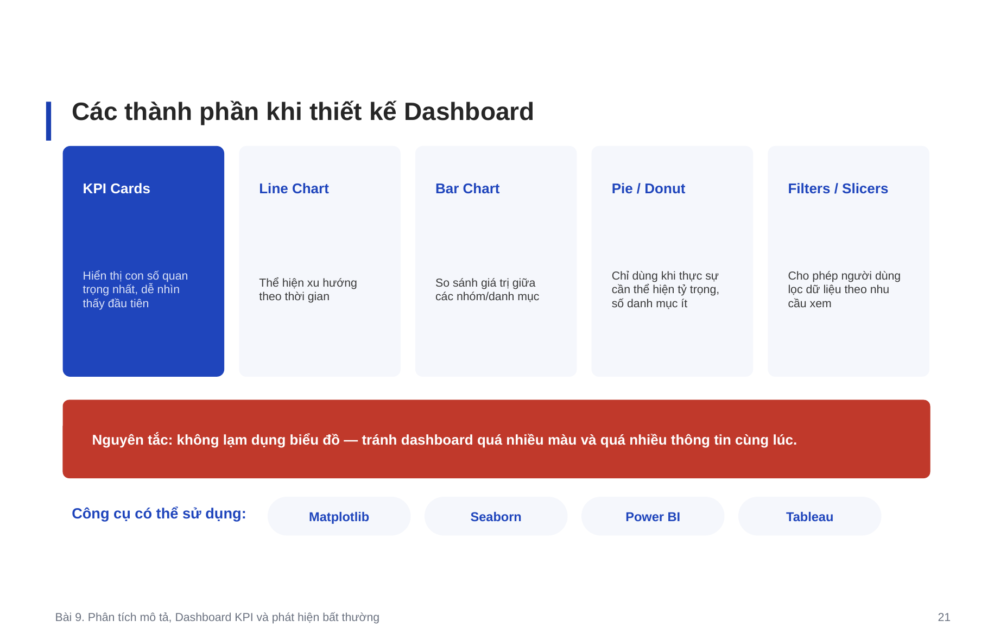 Các thành phần khi thiết kế Dashboard
KPI Cards
Hiển thị con số quan
trọng nhất, dễ nhìn
thấy đầu tiên
Line Chart
Thể hiện xu hướng
theo thời gian
Bar Chart
So sánh giá trị giữa
các nhóm/danh mục
Pie / Donut
Chỉ dùng khi thực sự
cần thể hiện tỷ trọng,
số danh mục ít
Filters / Slicers
Cho phép người dùng
lọc dữ liệu theo nhu
cầu xem
Nguyên tắc: không lạm dụng biểu đồ — tránh dashboard quá nhiều màu và quá nhiều thông tin cùng lúc.
Công cụ có thể sử dụng:
Matplotlib
Seaborn
Power BI
Tableau
Bài 9. Phân tích mô tả, Dashboard KPI và phát hiện bất thường
21